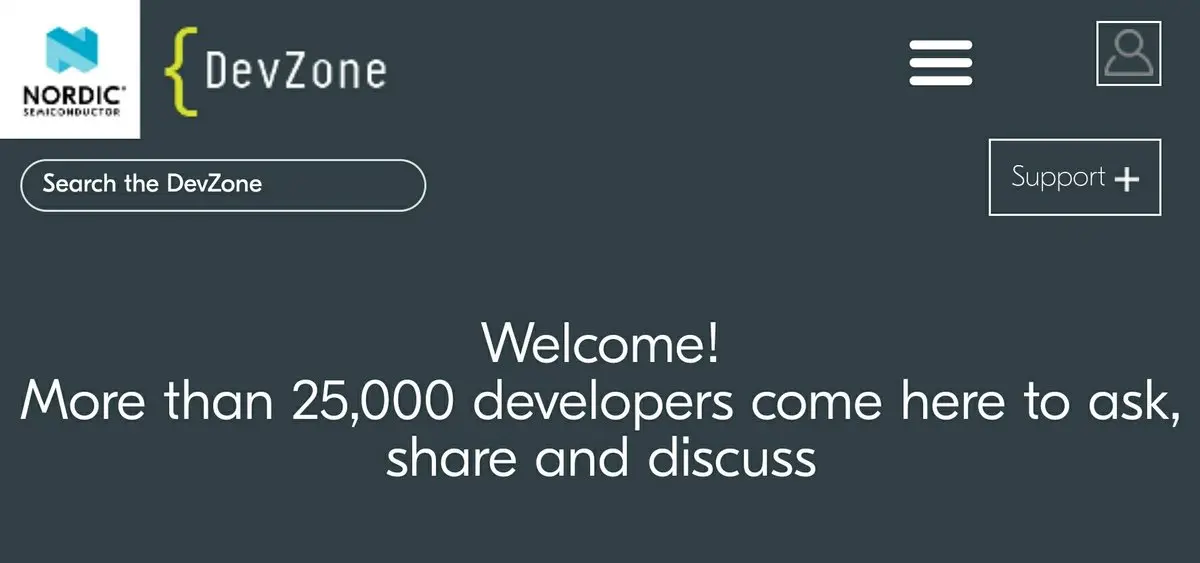 NORDIC®
SEMICONDUCTOR
{ DevZone
Search the DevZone
Support +
Welcome!
More than 25,000 developers come here to ask,
share and discuss